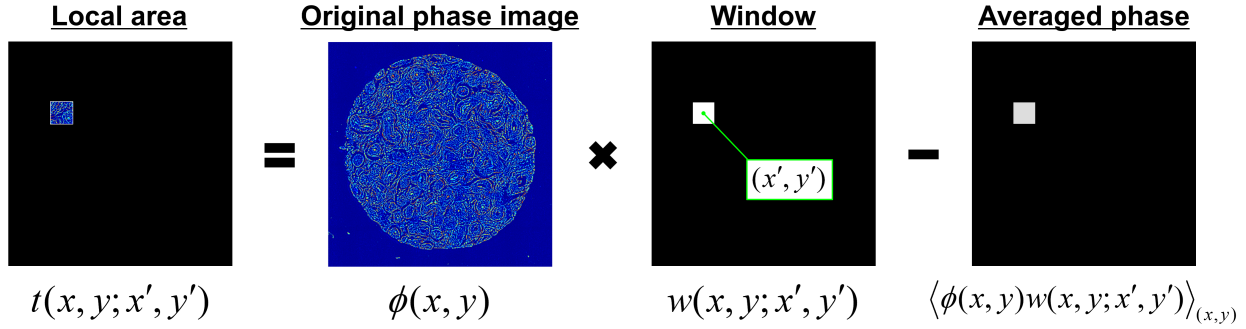 Local area Original phase image Window Averaged phase
= × −
(x′, y′)
t(x, y; x′, y′) ϕ(x, y) w(x, y; x′, y′) ⟨ϕ(x, y)w(x, y; x′, y′)⟩(x,y)